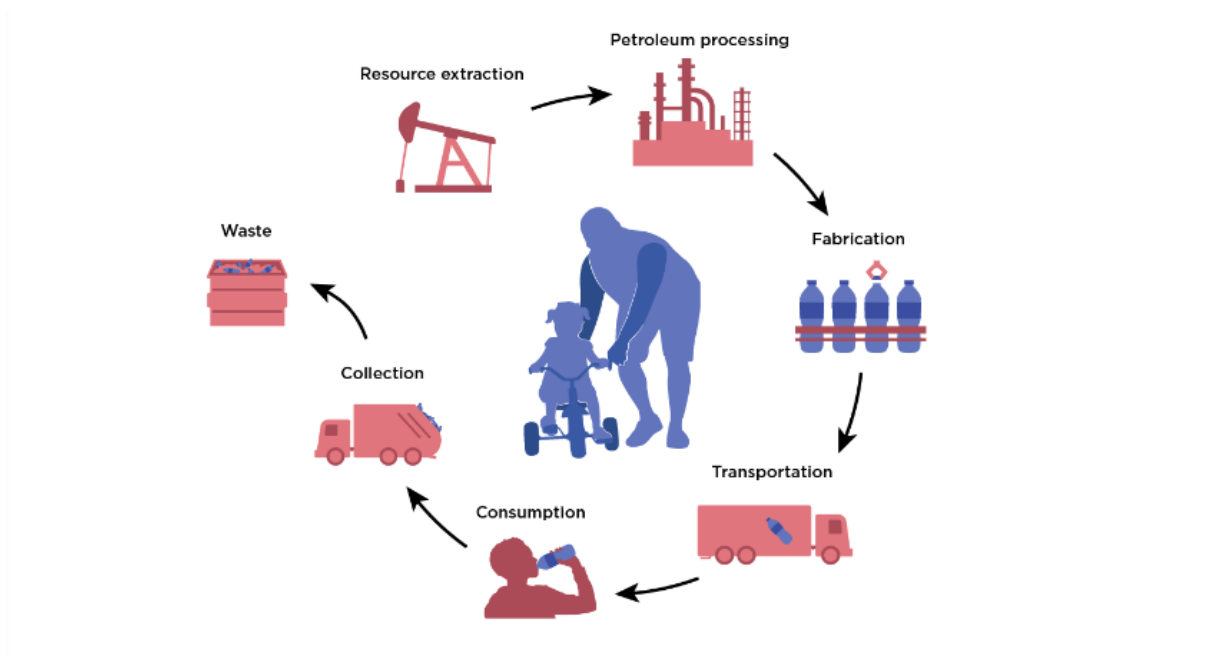 Petroleum processing
Resource extraction
Fabrication
Waste
Collection
Transportation
Consumption